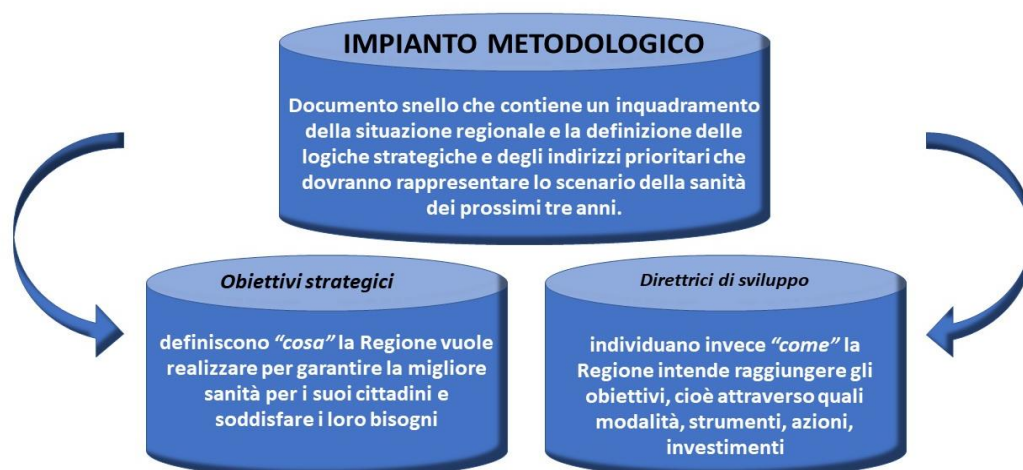 IMPIANTO METODOLOGICO
Documento snello che contiene un inquadramento
della situazione regionale e la definizione delle
logiche strategiche e degli indirizzi prioritari che
dovranno rappresentare lo scenario della sanità
dei prossimi tre anni.
Obiettivi strategici
definiscono “cosa” la Regione vuole
realizzare per garantire la migliore
sanità per i suoi cittadini e
soddisfare i loro bisogni
Direttrici di sviluppo
individuano invece “come” la
Regione intende raggiungere gli
obiettivi, cioè attraverso quali
modalità, strumenti, azioni,
investimenti